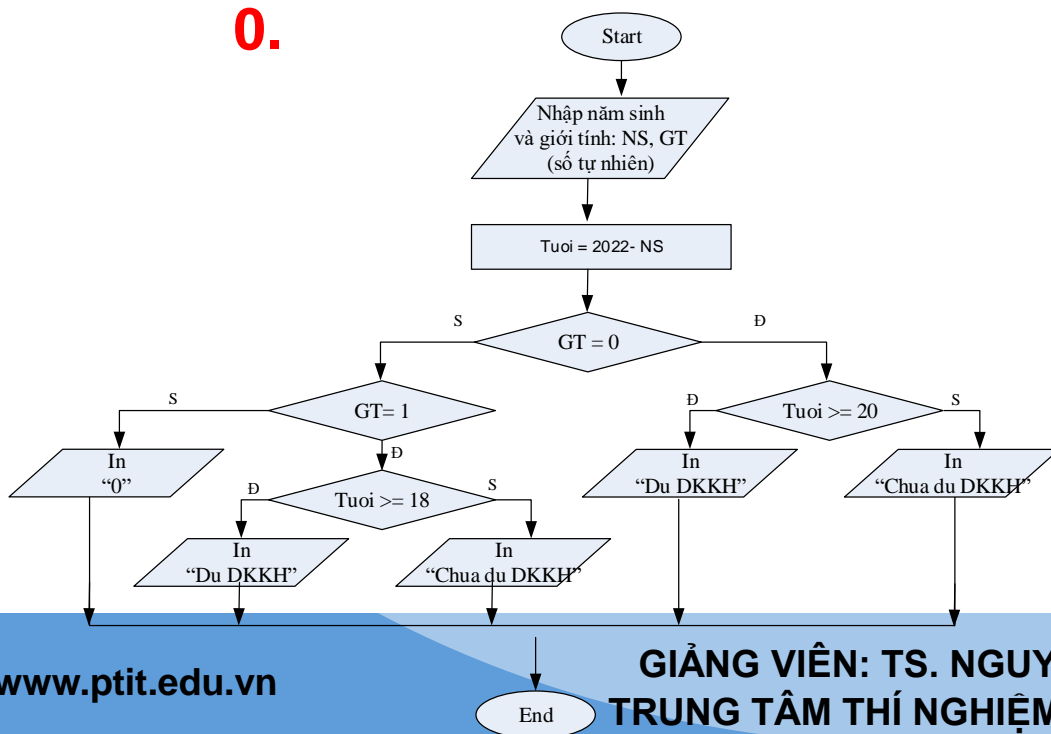 0.
Start
Nhập năm sinh
và giới tính: NS, GT
(số tự nhiên)
Tuoi = 2022- NS
S
GT = 0
Đ
S
GT= 1
Đ
Đ
Tuoi >= 20
S
In
“0”
Đ
Tuoi >= 18
S
In
“Du DKKH”
In
“Chua du DKKH”
In
“Du DKKH”
In
“Chua du DKKH”
www.ptit.edu.vn
End
GIẢNG VIÊN: TS. NGUY
TRUNG TÂM THÍ NGHIỆM